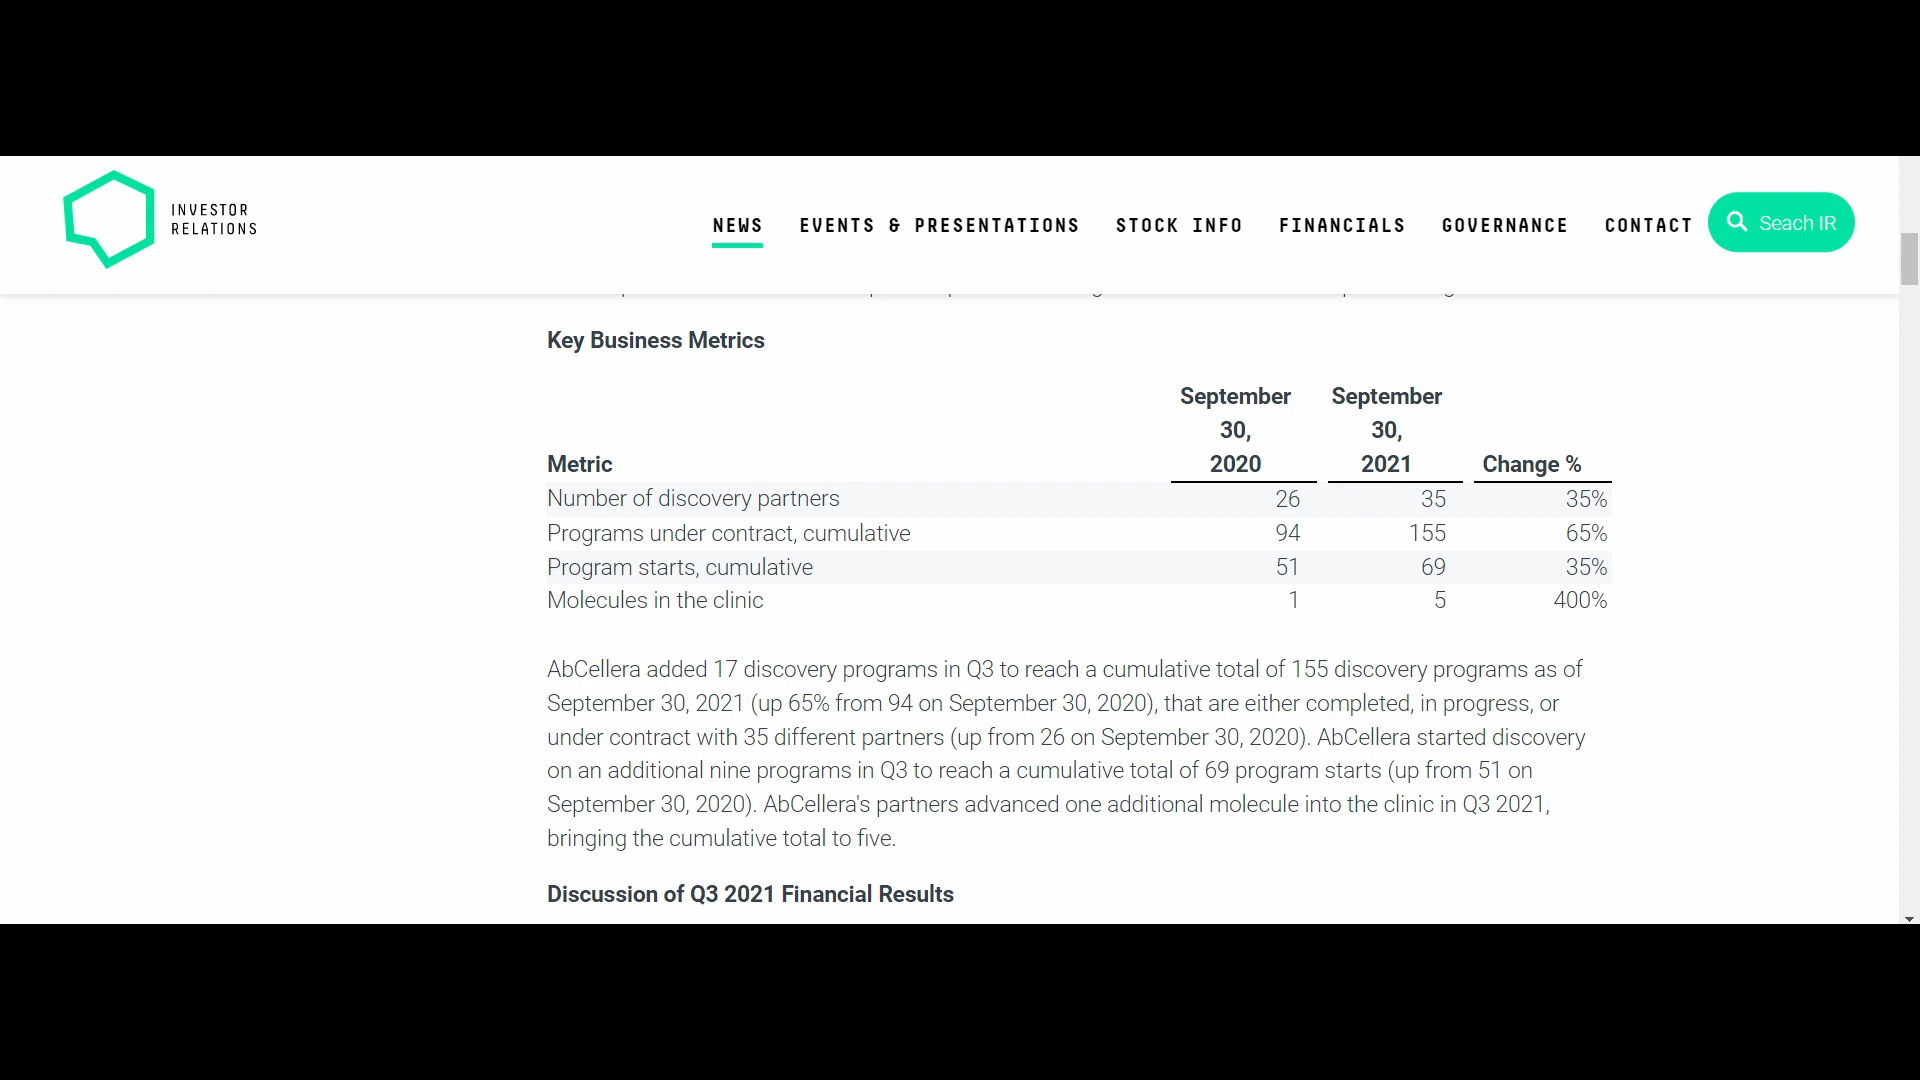 INVESTOR
RELATIONS
NEWS EVENTS & PRESENTATIONS STOCK INFO FINANCIALS GOVERNANCE CONTACT Seach IR
Key Business Metrics
September September
30, 30,
Metric 2020 2021 Change %
Number of discovery partners 26 35 35%
Programs under contract, cumulative 94 155 65%
Program starts, cumulative 51 69 35%
Molecules in the clinic 1 5 400%
AbCellera added 17 discovery programs in Q3 to reach a cumulative total of 155 discovery programs as of
September 30, 2021 (up 65% from 94 on September 30, 2020), that are either completed, in progress, or
under contract with 35 different partners (up from 26 on September 30, 2020). AbCellera started discovery
on an additional nine programs in Q3 to reach a cumulative total of 69 program starts (up from 51 on
September 30, 2020). AbCellera's partners advanced one additional molecule into the clinic in Q3 2021,
bringing the cumulative total to five.
Discussion of Q3 2021 Financial Results